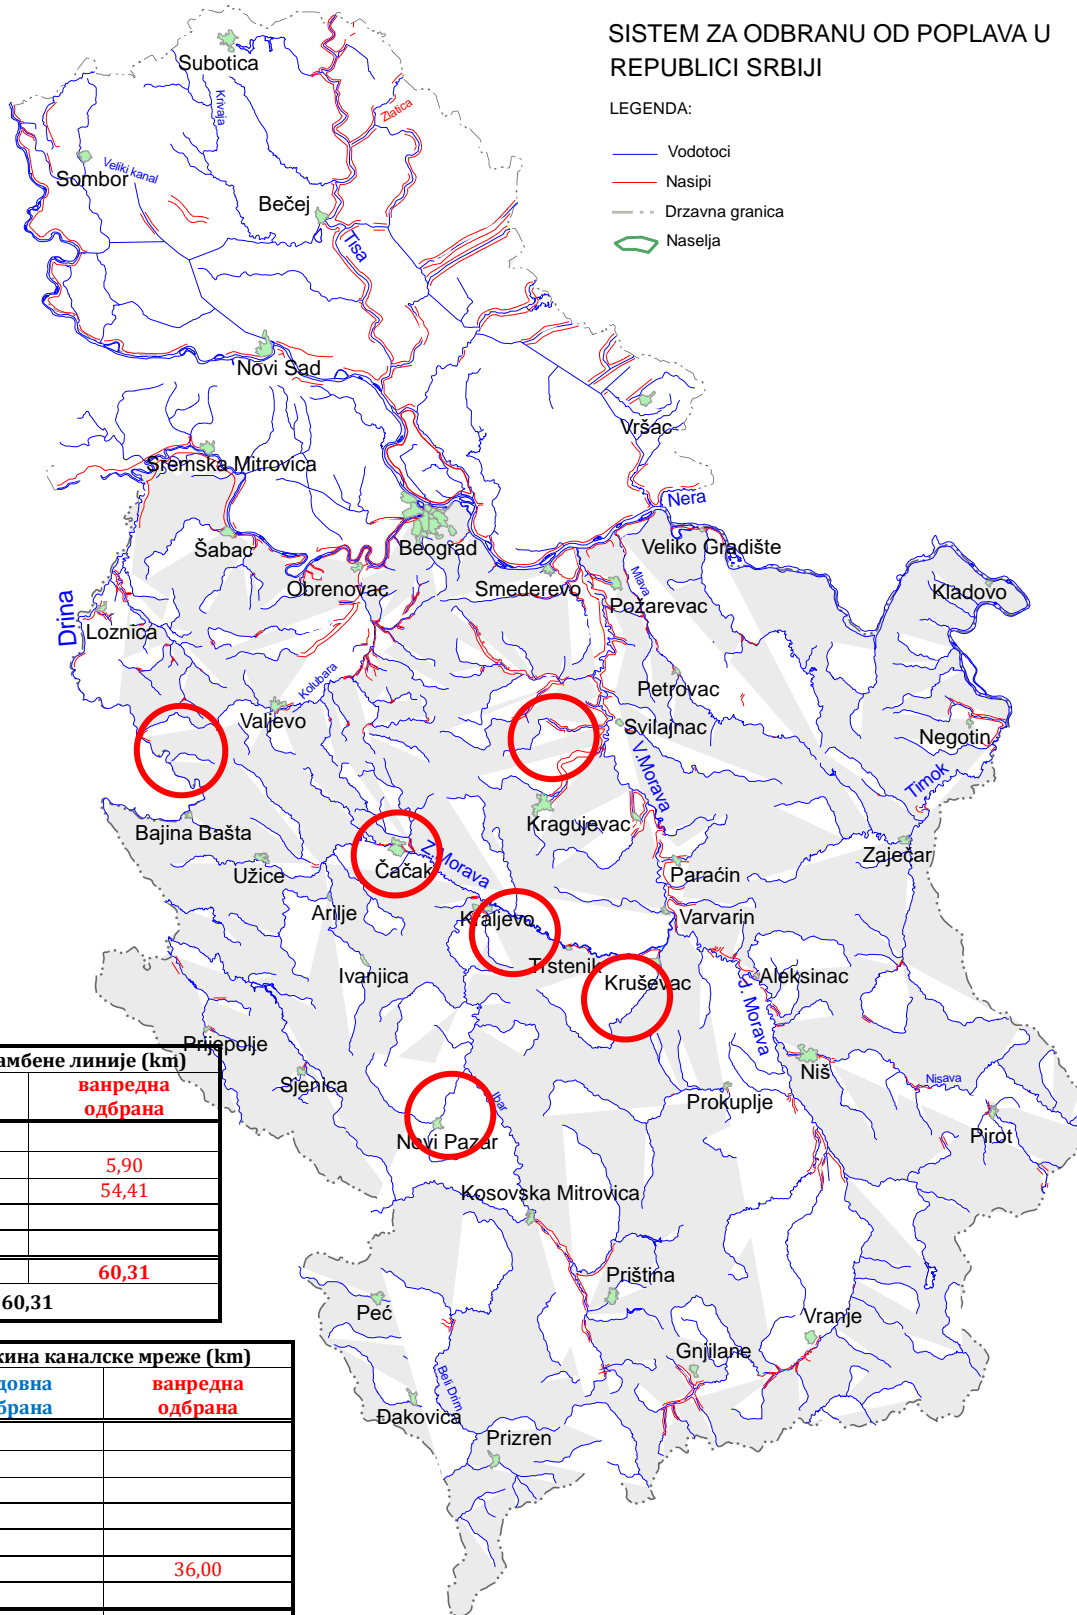 SISTEM ZA ODBRANU OD POPLAVA U
REPUBLICI SRBIJI
LEGENDA:
Vodotoci
Nasipi
Drzavna granica
Naselja
Subotica
Krivaja
Zlatica
Sombor
Veliki kanal
Bečej
Tisa
Novi Sad
Vršac
Sremska Mitrovica
Nera
Šabac
Beograd
Veliko Gradište
Obrenovac
Smederevo
Mlava
Požarevac
Kladovo
Drina
Loznica
Kolubara
Petrovac
Valjevo
Svilajnac
Negotin
V.Morava
Timok
Bajina Bašta
Kragujevac
Zaječar
Z.Morava
Užice
Čačak
Paraćin
Arilje
Kraljevo
Varvarin
Ivanjica
Trstenik
Kruševac
Aleksinac
J. Morava
Prijepolje
Sjenica
Niš
Nisava
Ibar
Prokuplje
Pirot
Novi Pazar
Kosovska Mitrovica
Priština
Peć
Vranje
Gnjilane
Beli Drim
Đakovica
Prizren
амбене линије (km)
ванредна
одбрана
5,90
54,41
60,31
60,31
кина каналске мреже (km)
довна ванредна
брана одбрана
36,00